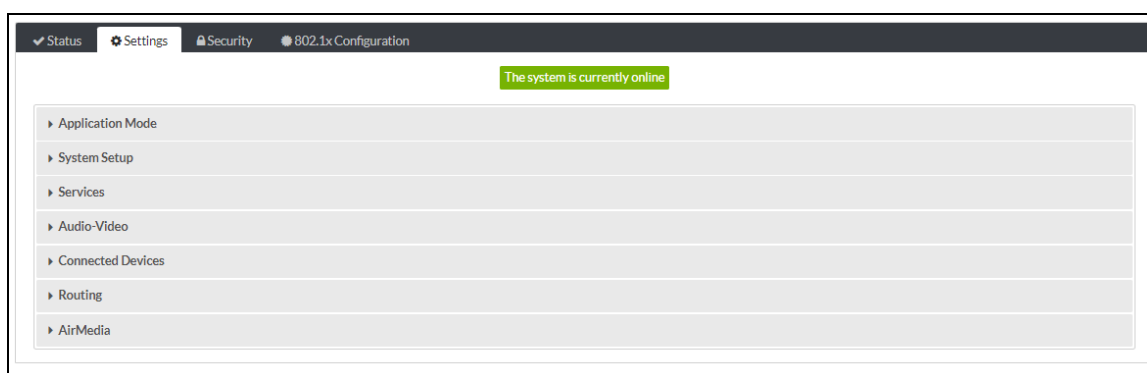 Status Settings Security 802.1x Configuration
The system is currently online
Application Mode
System Setup
Services
Audio-Video
Connected Devices
Routing
AirMedia